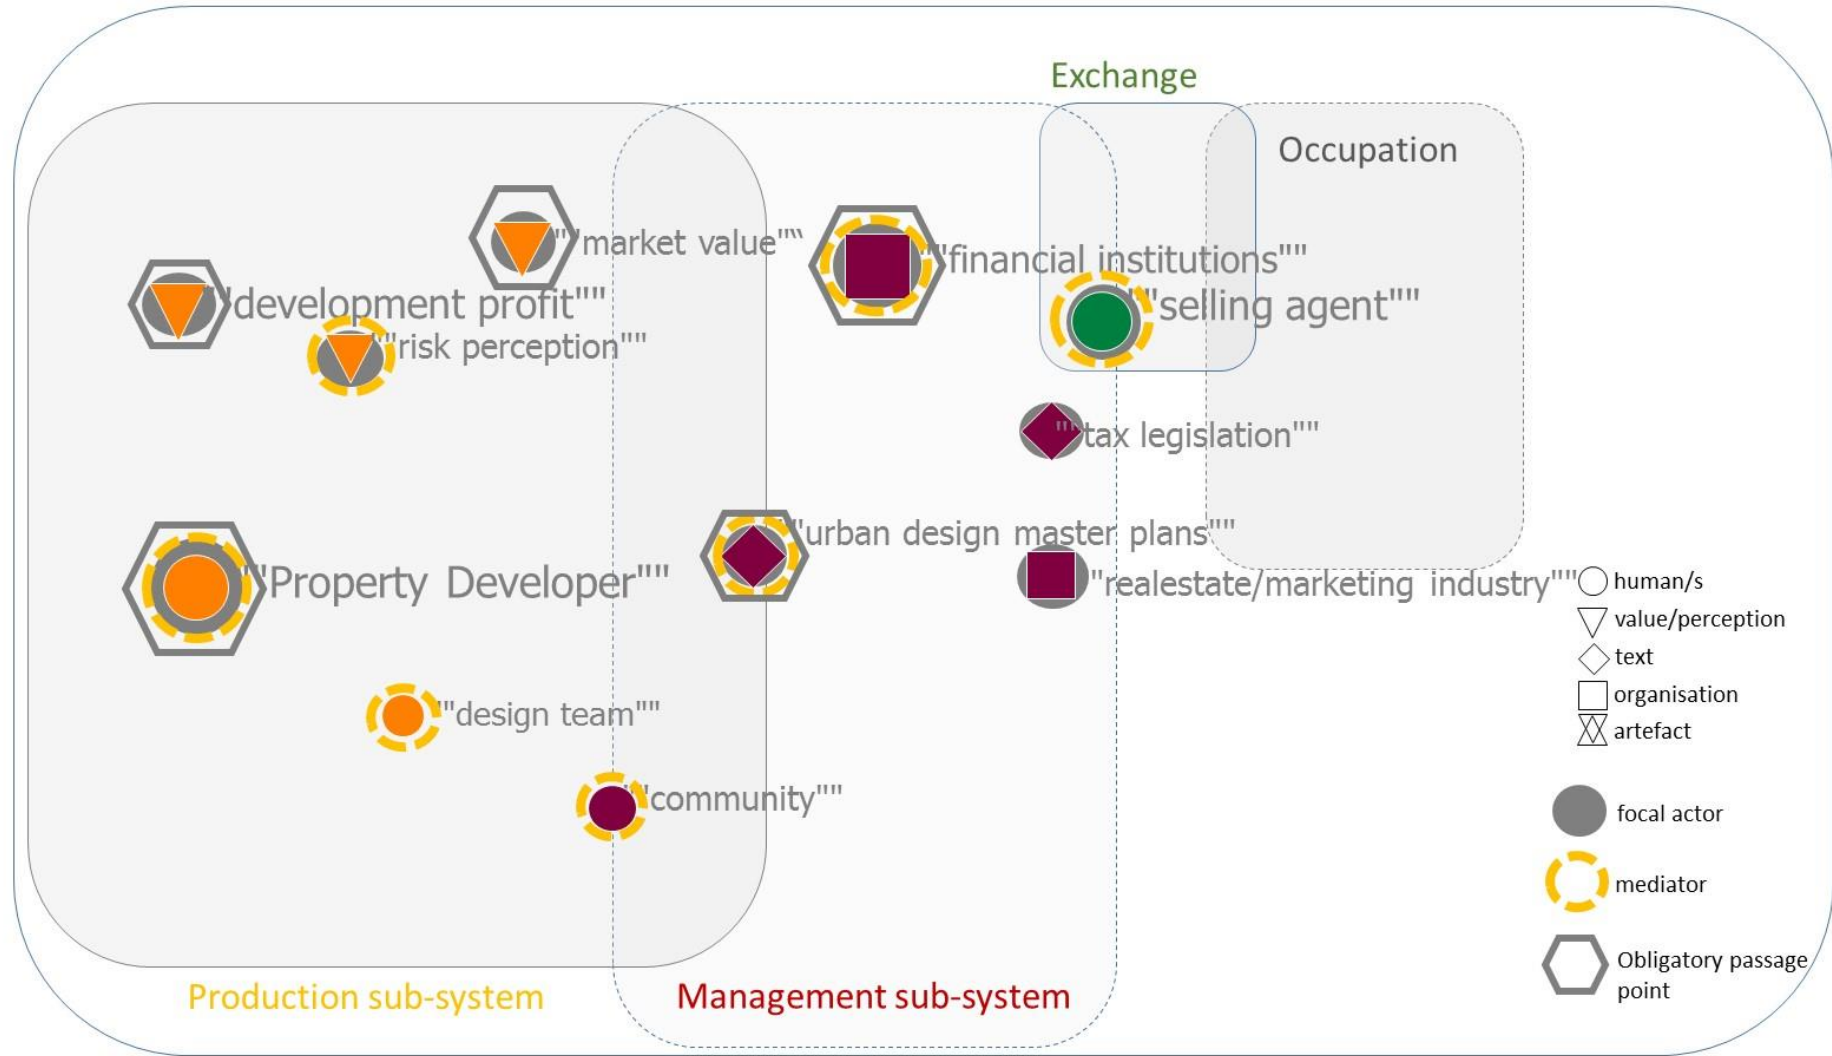 Exchange
Occupation
""market value"“
""financial institutions""
""development profit""
""selling agent""
""risk perception""
""tax legislation""
""urban design master plans""
""Property Developer""
"realestate/marketing industry""
human/s
value/perception
text
organisation
artefact
""design team""
""community""
focal actor
mediator
Obligatory passage
point
Production sub-system
Management sub-system